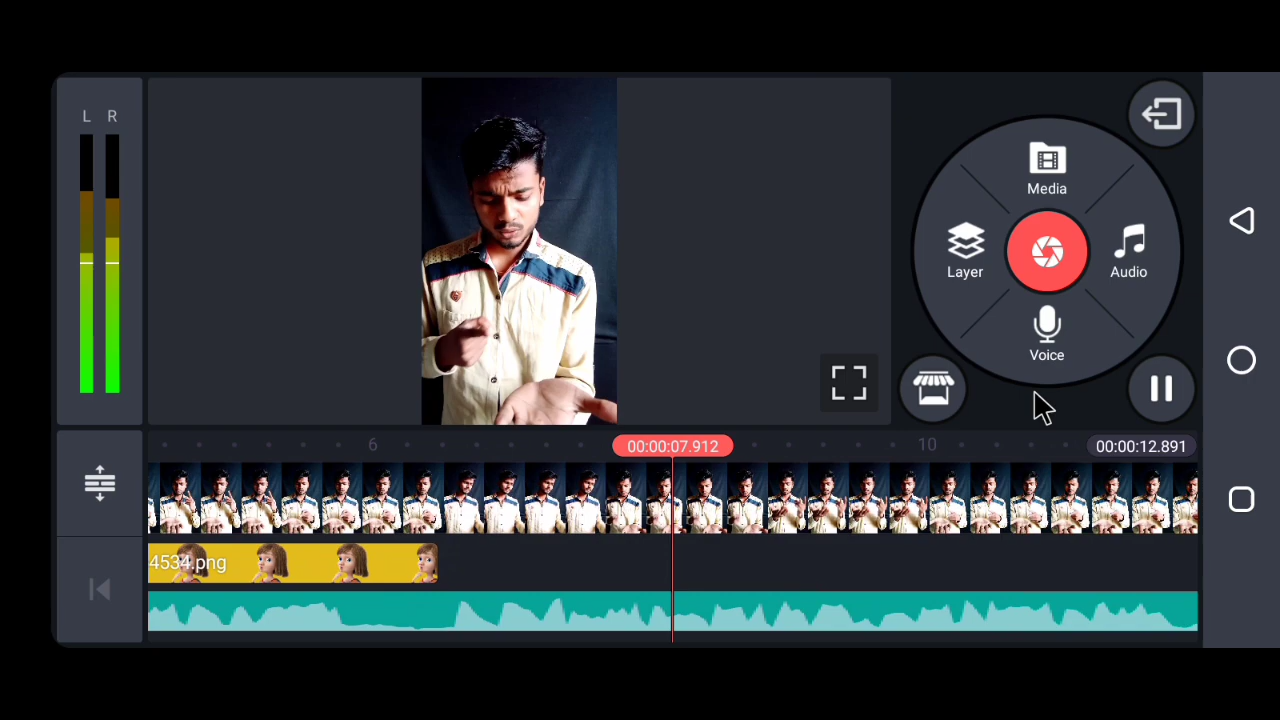 L R
Media
Layer
Audio
Voice
6
00:00:07.912
10
00:00:12.891
4534.png